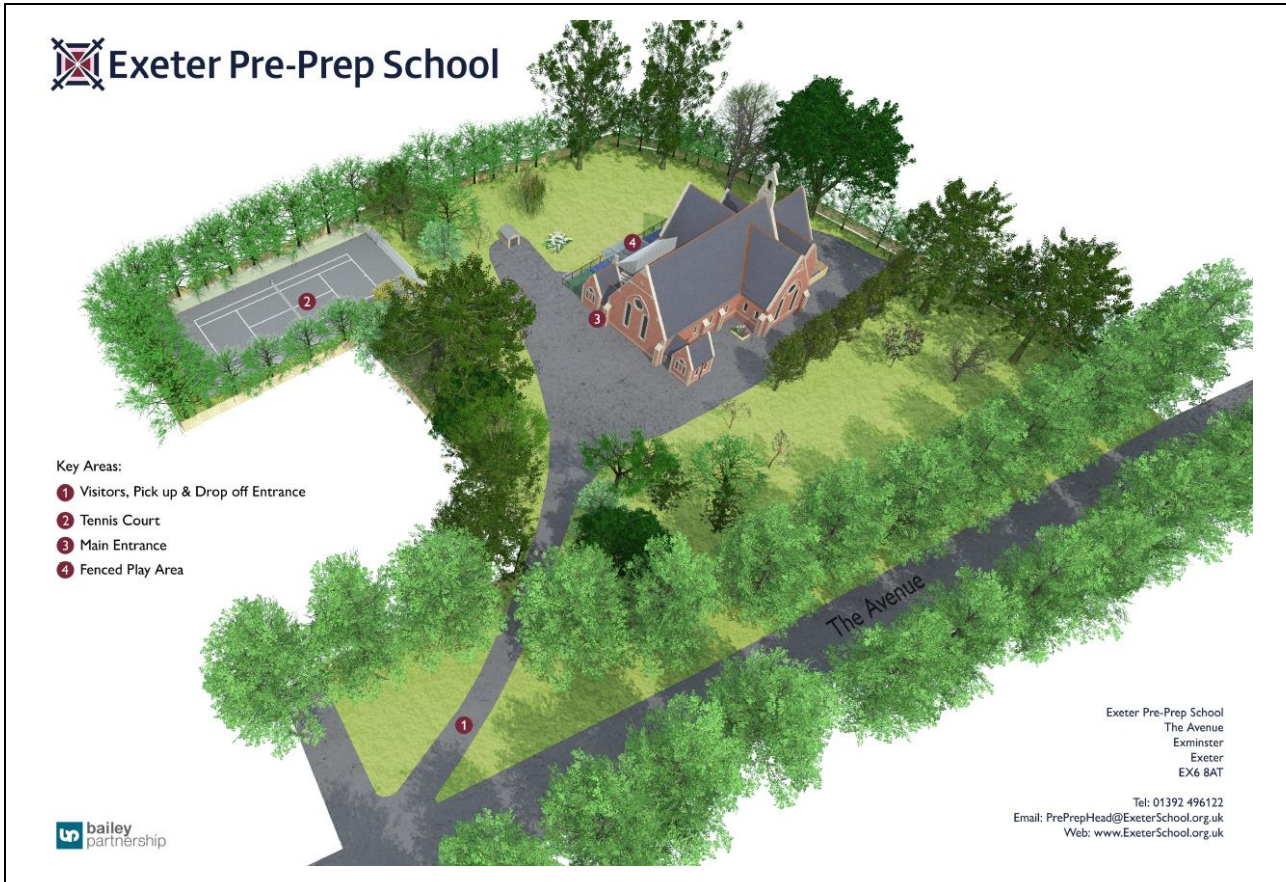 Exeter Pre-Prep School
2
4
3
Key Areas:
1 Visitors, Pick up & Drop off Entrance
2 Tennis Court
3 Main Entrance
4 Fenced Play Area
The Avenue
1
Exeter Pre-Prep School
The Avenue
Exminster
Exeter
EX6 8AT
Tel: 01392 496122
Email: PrePrepHead@ExeterSchool.org.uk
Web: www.ExeterSchool.org.uk
bailey
partnership